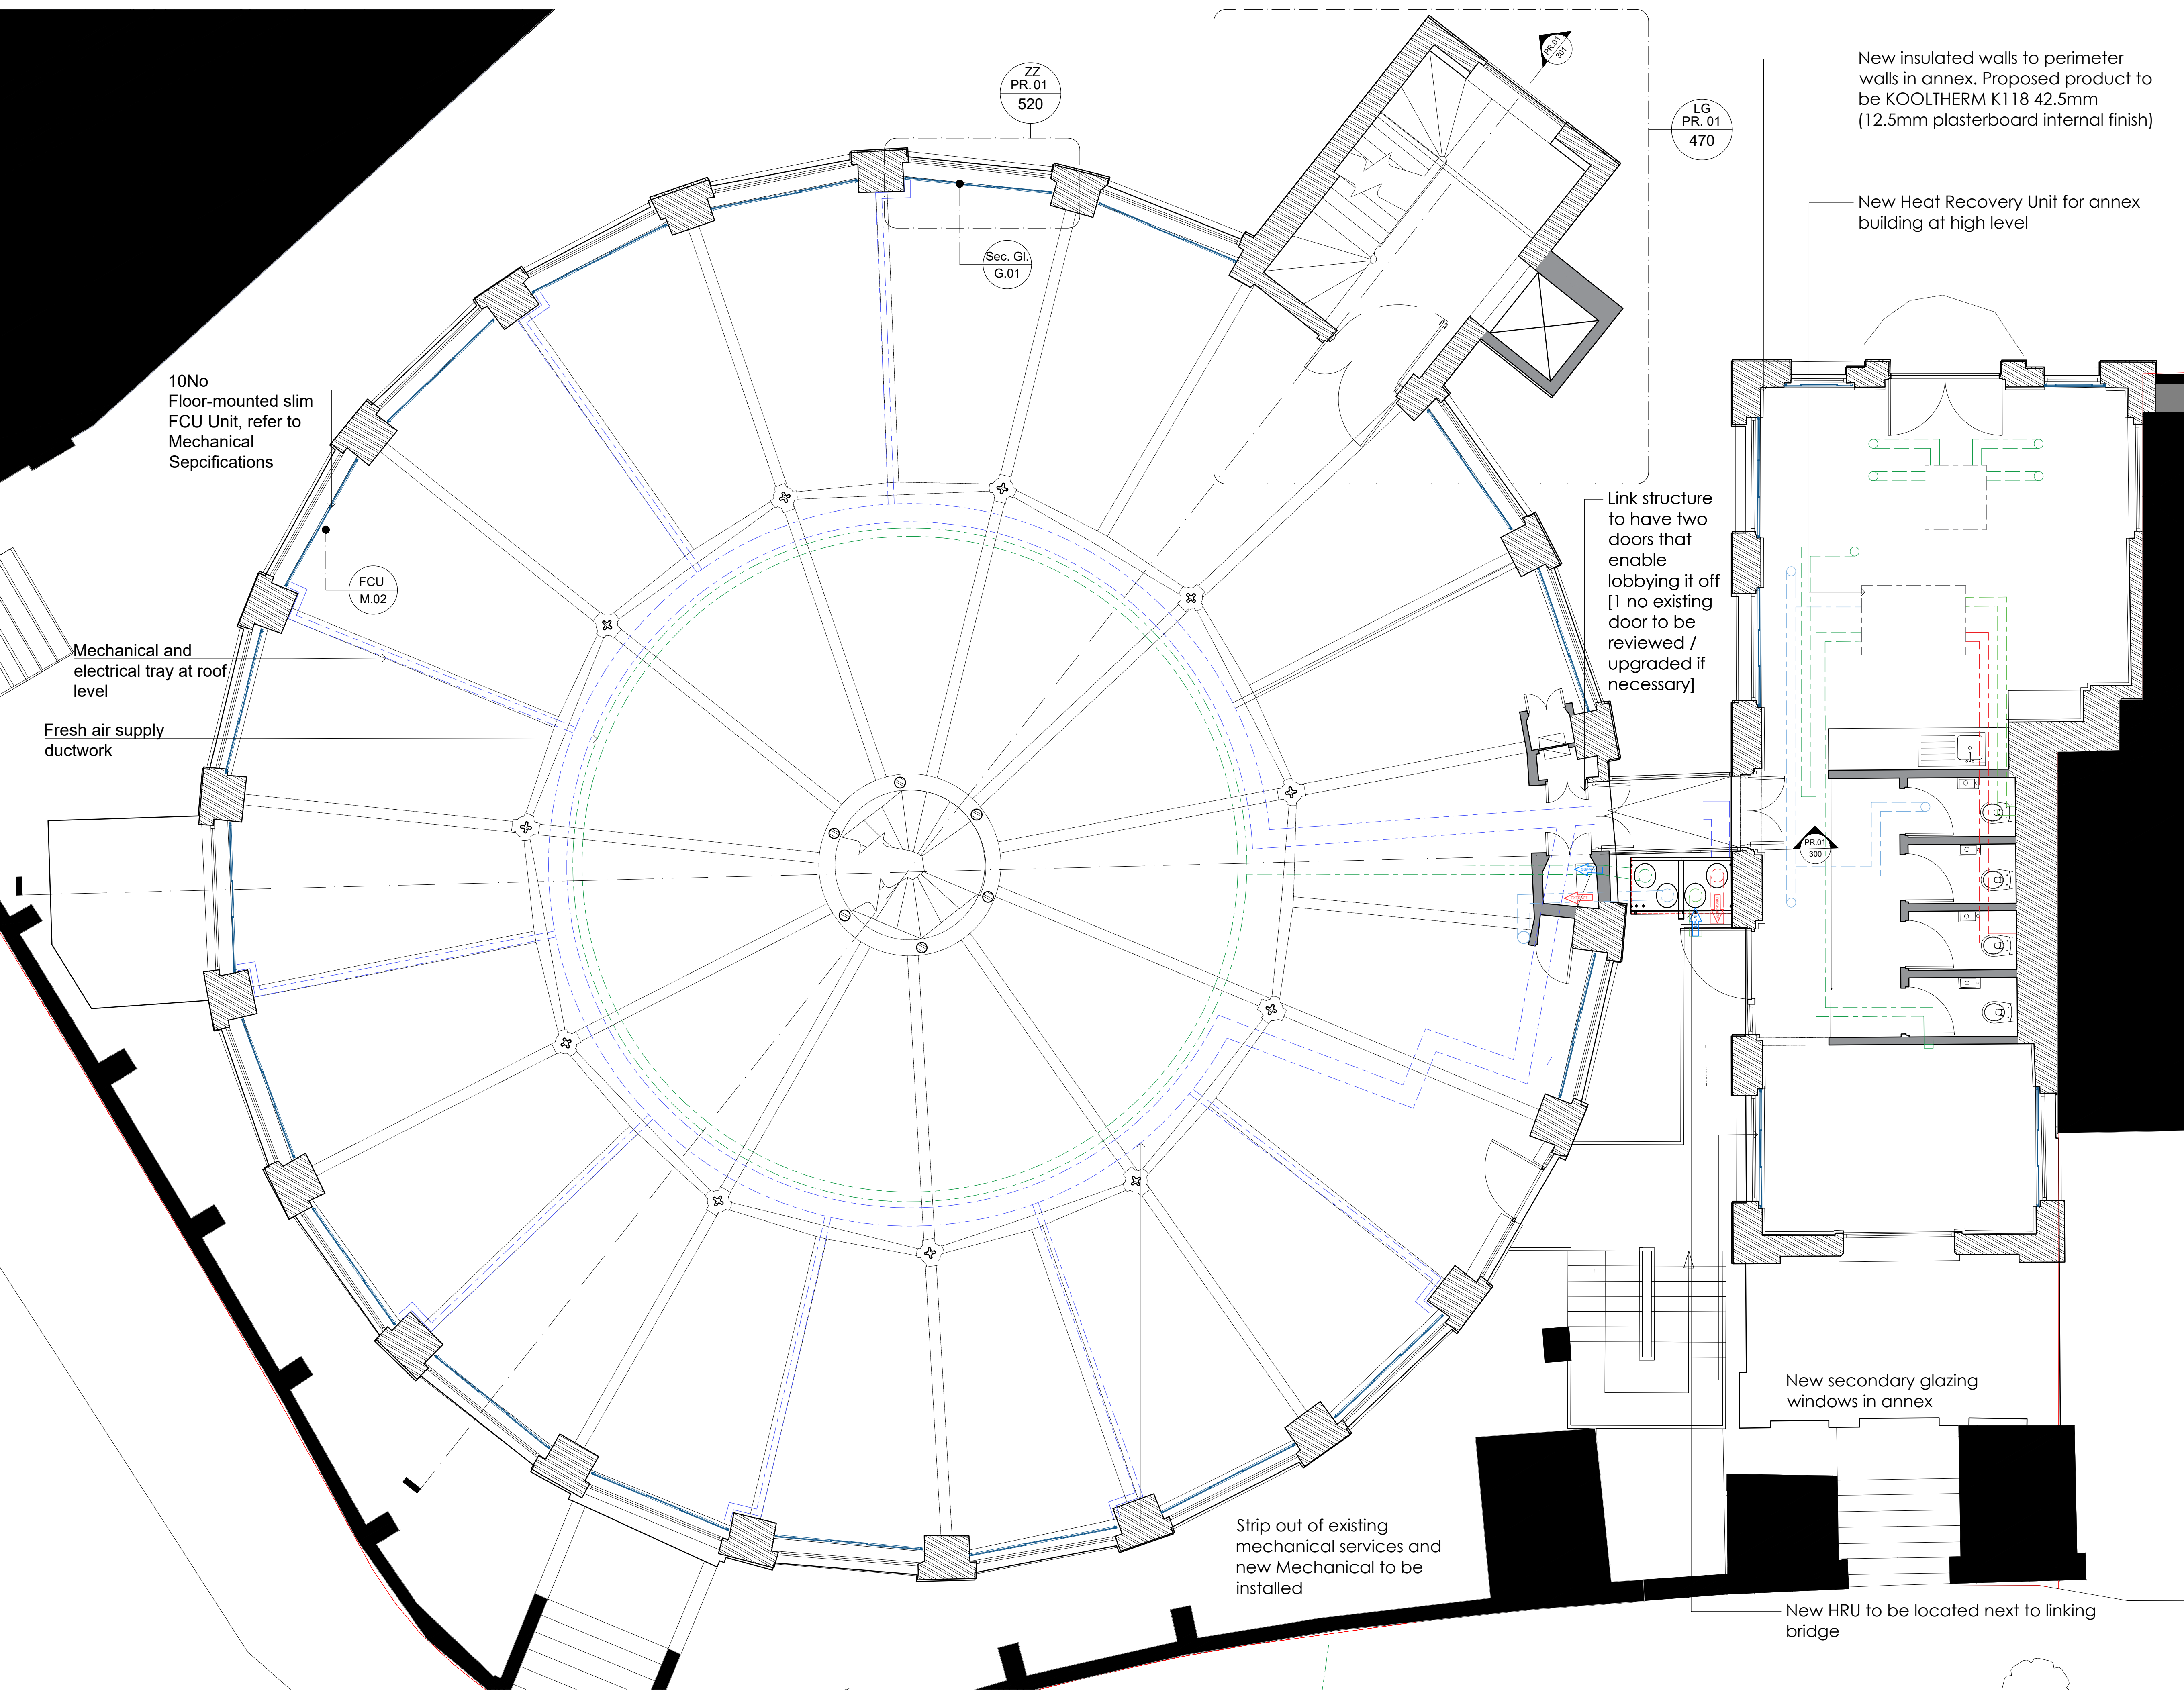 ZZ
PR. 01
520
PR.01
301
LG
PR. 01
470
New insulated walls to perimeter
walls in annex. Proposed product to
be KOOLTHERM K118 42.5mm
(12.5mm plasterboard internal finish)
New Heat Recovery Unit for annex
building at high level
Sec. Gl.
G.01
10No
Floor-mounted slim
FCU Unit, refer to
Mechanical
Sepcifications
FCU
M.02
Link structure
to have two
doors that
enable
lobbying it off
[1 no existing
door to be
reviewed /
upgraded if
necessary]
Mechanical and
electrical tray at roof
level
Fresh air supply
ductwork
PR.01
300
New secondary glazing
windows in annex
Strip out of existing
mechanical services and
new Mechanical to be
installed
New HRU to be located next to linking
bridge